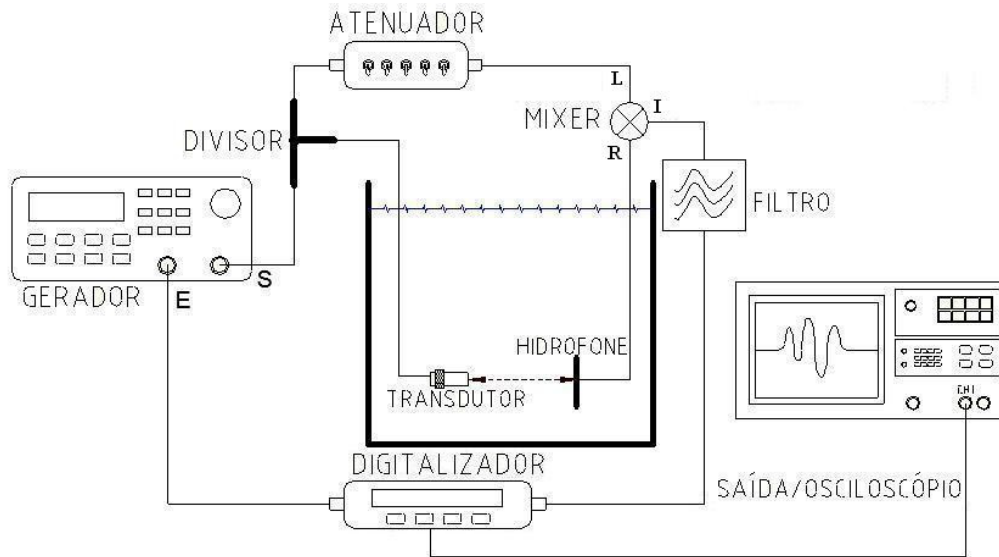 ATENUADOR
L
I
MIXER
R
DIVISOR
FILTRO
S
GERADOR
E
HIDROFONE
TRANSDUTOR
CH1
DIGITALIZADOR
SAÍDA/OSCILOSCÓPIO